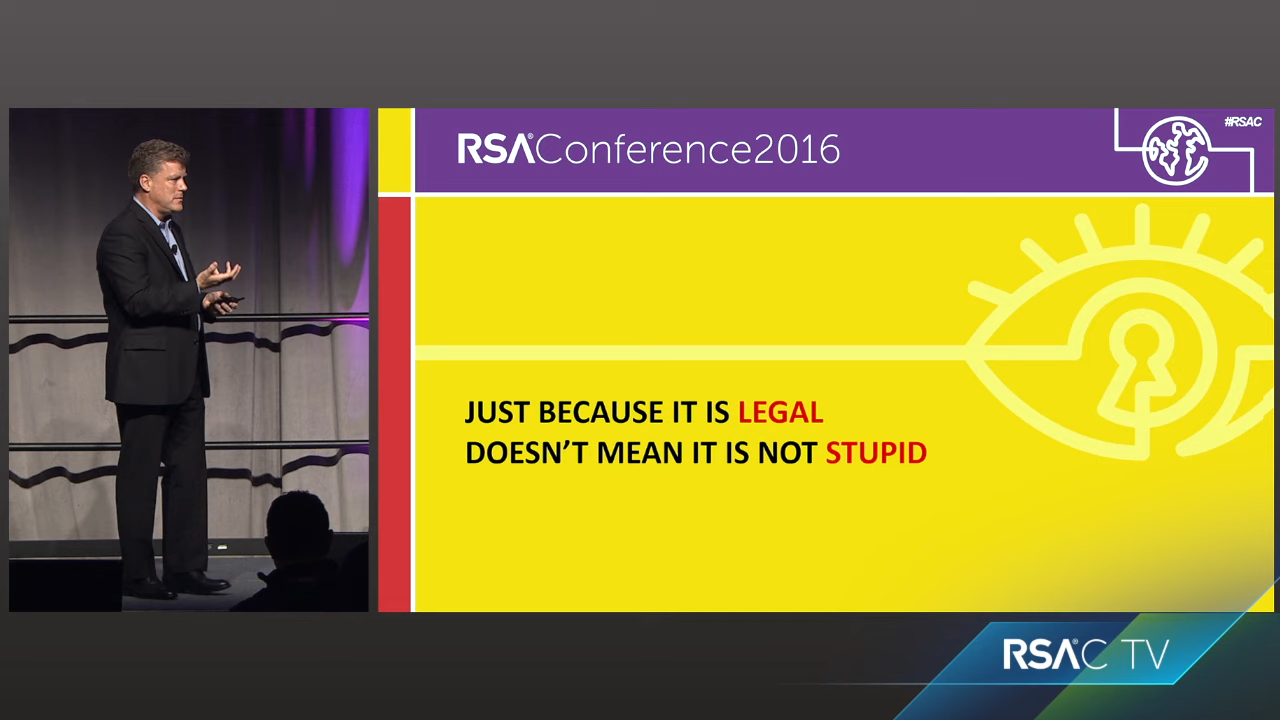 RSAConference2016
#RSAC
JUST BECAUSE IT IS LEGAL
DOESN’T MEAN IT IS NOT STUPID
RSAC TV